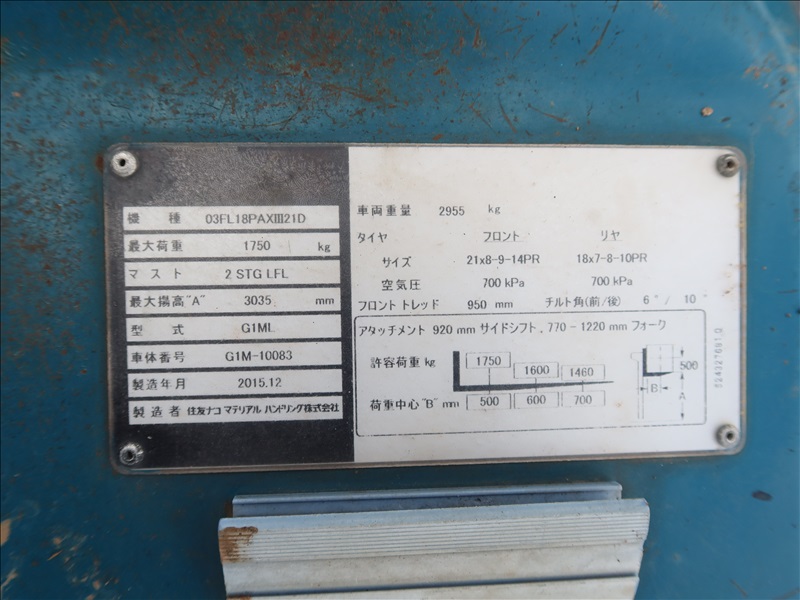 機 種 03FL18PAXⅢ21D
最大荷重 1750 kg
マスト 2 STG LFL
最大揚高"A" 3035 mm
型 式 G1ML
車体番号 G1M-10083
製造年月 2015.12
製造者 住友ナコ マテリアル ハンドリング株式会社
車両重量 2955 kg
タイヤ フロント リヤ
サイズ 21x8-9-14PR 18x7-8-10PR
空気圧 700 kPa 700 kPa
フロント トレッド 950 mm チルト角(前/後) 6°/ 10°
アタッチメント 920 mm サイドシフト, 770-1220 mm フォーク
許容荷重 kg 1750 1600 1460
荷重中心"B" mm 500 600 700
500
B
A